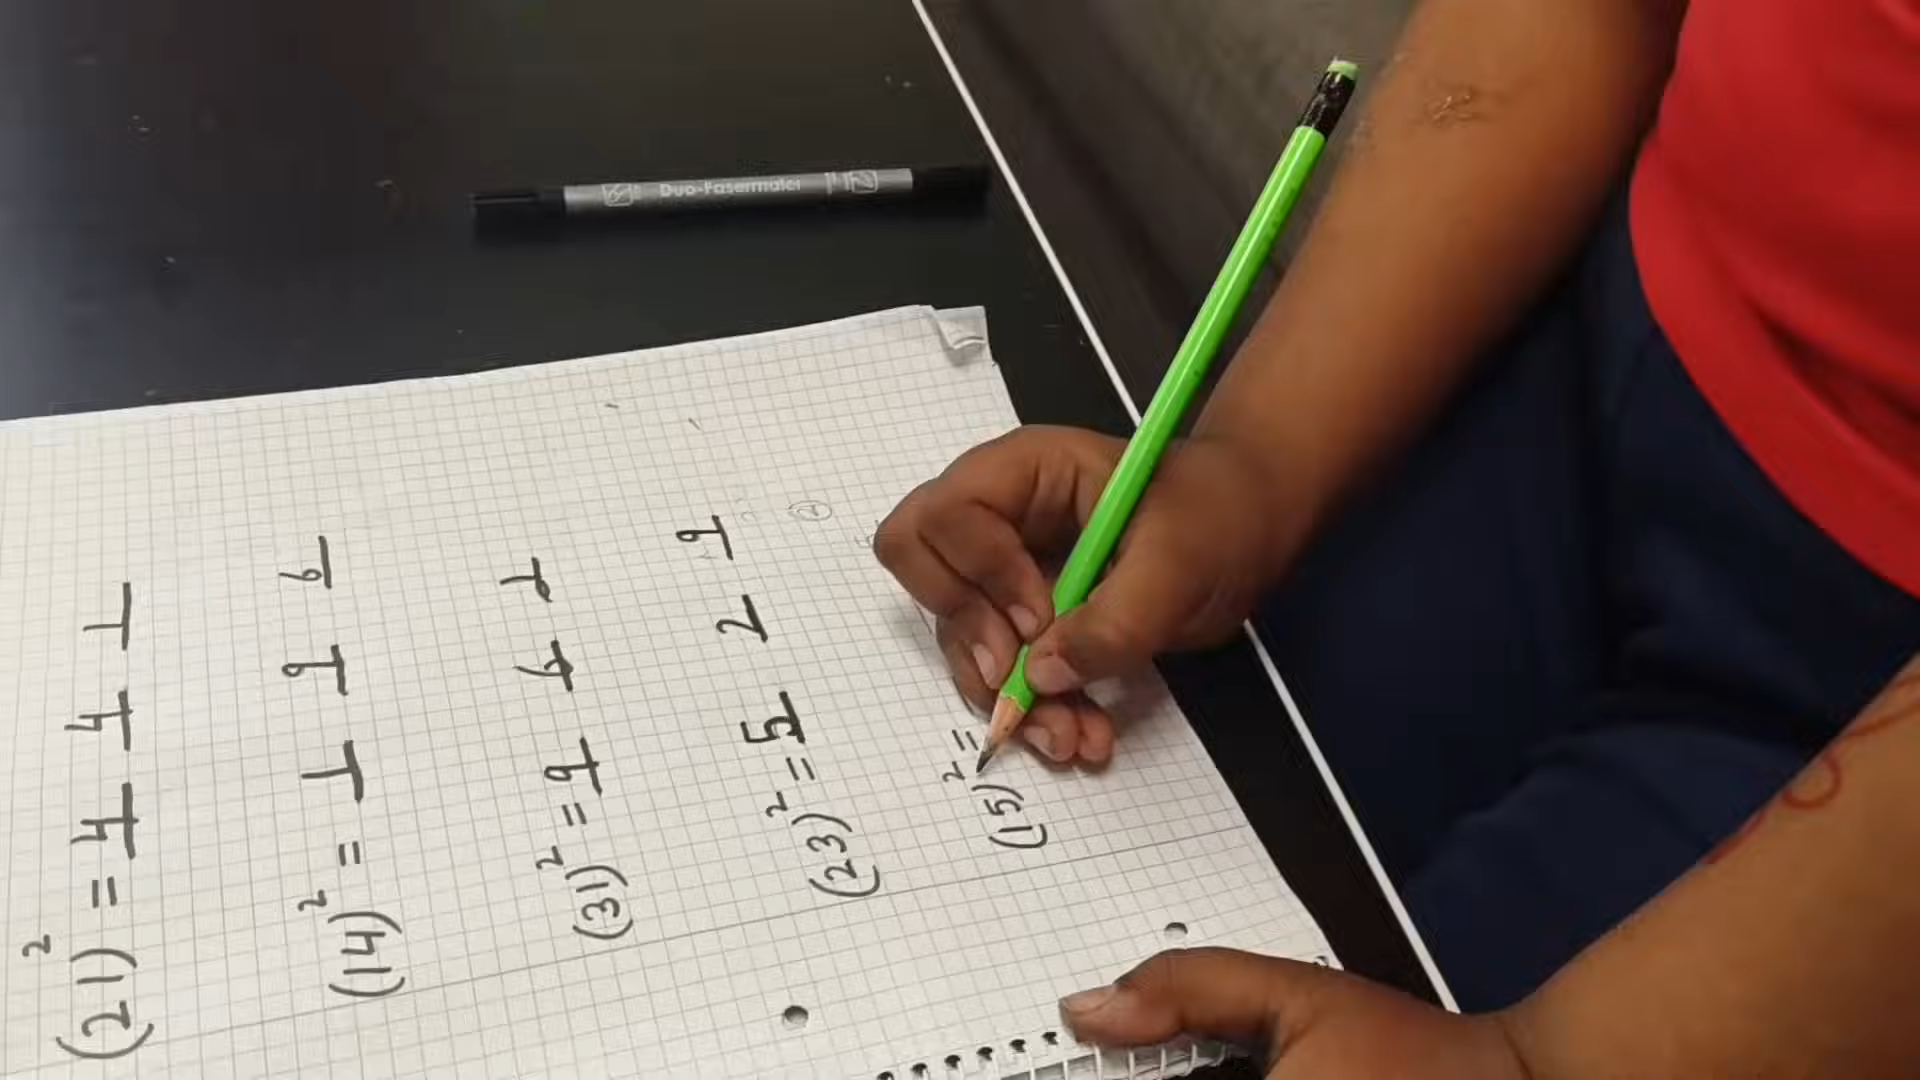 (21)² = 4 4 1
(14)² = 1 9 6
(31)² = 9 6 1
(23)² = 5 2 9
(15)² =
Duo-Fasermaler